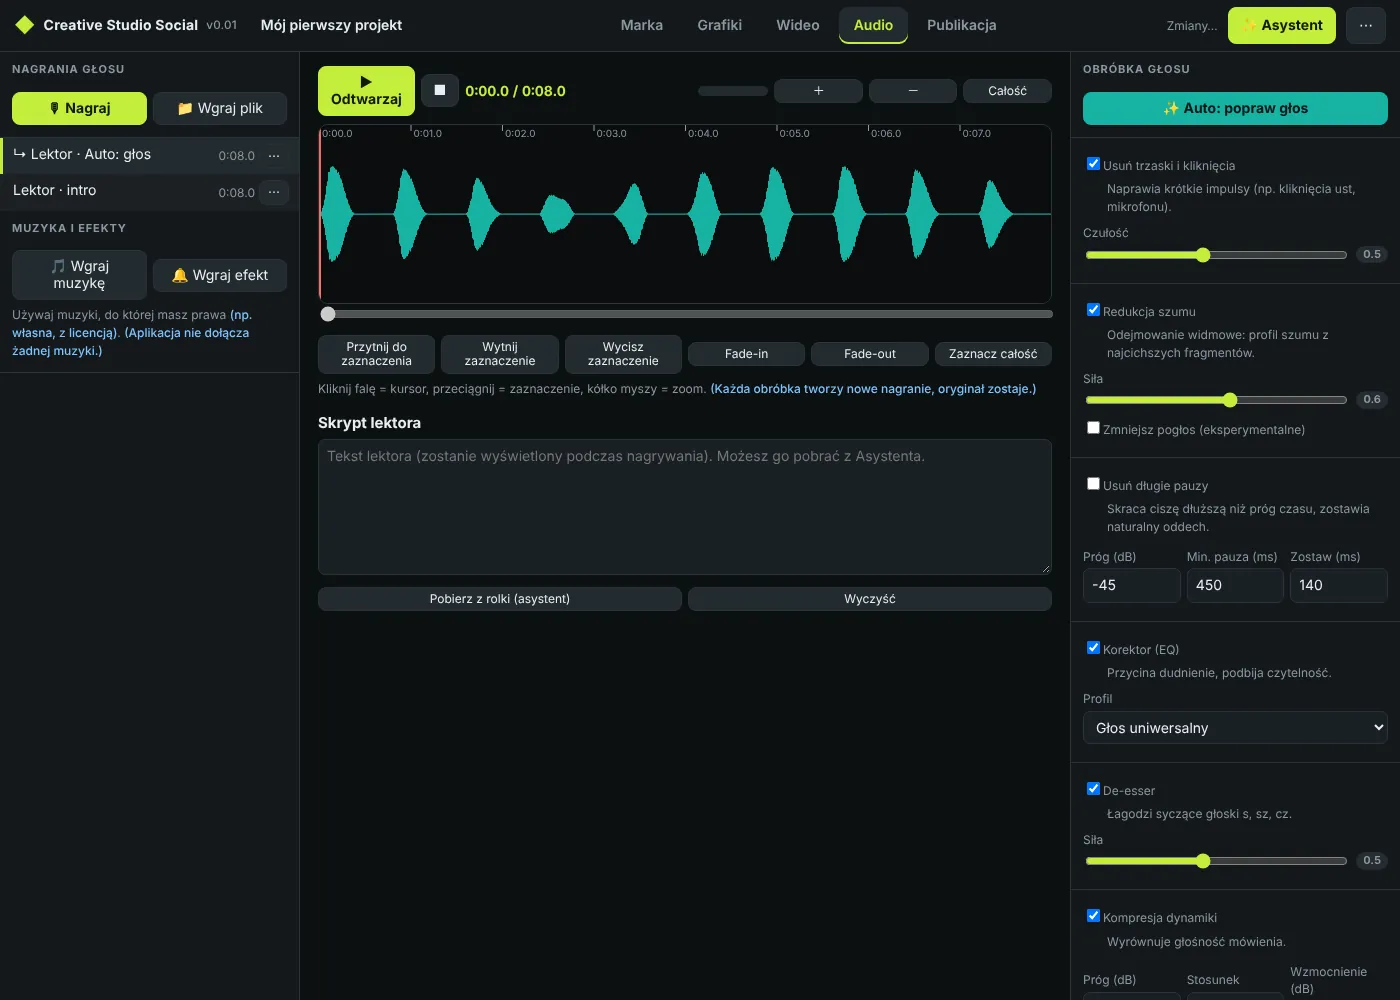 Creative Studio Social v0.01 Mój pierwszy projekt Marka Grafiki Wideo Audio Publikacja Zmiany... ✨ Asystent ⋯
NAGRANIA GŁOSU
🎙 Nagraj 📁 Wgraj plik
↳ Lektor · Auto: głos 0:08.0 ⋯
Lektor · intro 0:08.0 ⋯
MUZYKA I EFEKTY
🎵 Wgraj
muzykę
🔔 Wgraj efekt
Używaj muzyki, do której masz prawa (np.
własna, z licencją). (Aplikacja nie dołącza
żadnej muzyki.)
▶
Odtwarzaj
0:00.0 / 0:08.0 + − Całość
0:00.0 0:01.0 0:02.0 0:03.0 0:04.0 0:05.0 0:06.0 0:07.0
Przytnij do
zaznaczenia
Wytnij
zaznaczenie
Wycisz
zaznaczenie
Fade-in Fade-out Zaznacz całość
Kliknij falę = kursor, przeciągnij = zaznaczenie, kółko myszy = zoom. (Każda obróbka tworzy nowe nagranie, oryginał zostaje.)
Skrypt lektora
Tekst lektora (zostanie wyświetlony podczas nagrywania). Możesz go pobrać z Asystenta.
Pobierz z rolki (asystent) Wyczyść
OBRÓBKA GŁOSU
✨ Auto: popraw głos
Usuń trzaski i kliknięcia
Naprawia krótkie impulsy (np. kliknięcia ust,
mikrofonu).
Czułość
0.5
Redukcja szumu
Odejmowanie widmowe: profil szumu z
najcichszych fragmentów.
Siła
0.6
Zmniejsz pogłos (eksperymentalne)
Usuń długie pauzy
Skraca ciszę dłuższą niż próg czasu, zostawia
naturalny oddech.
Próg (dB) Min. pauza (ms) Zostaw (ms)
-45 450 140
Korektor (EQ)
Przycina dudnienie, podbija czytelność.
Profil
Głos uniwersalny
De-esser
Łagodzi syczące głoski s, sz, cz.
Siła
0.5
Kompresja dynamiki
Wyrównuje głośność mówienia.
Próg (dB) Stosunek Wzmocnienie
(dB)